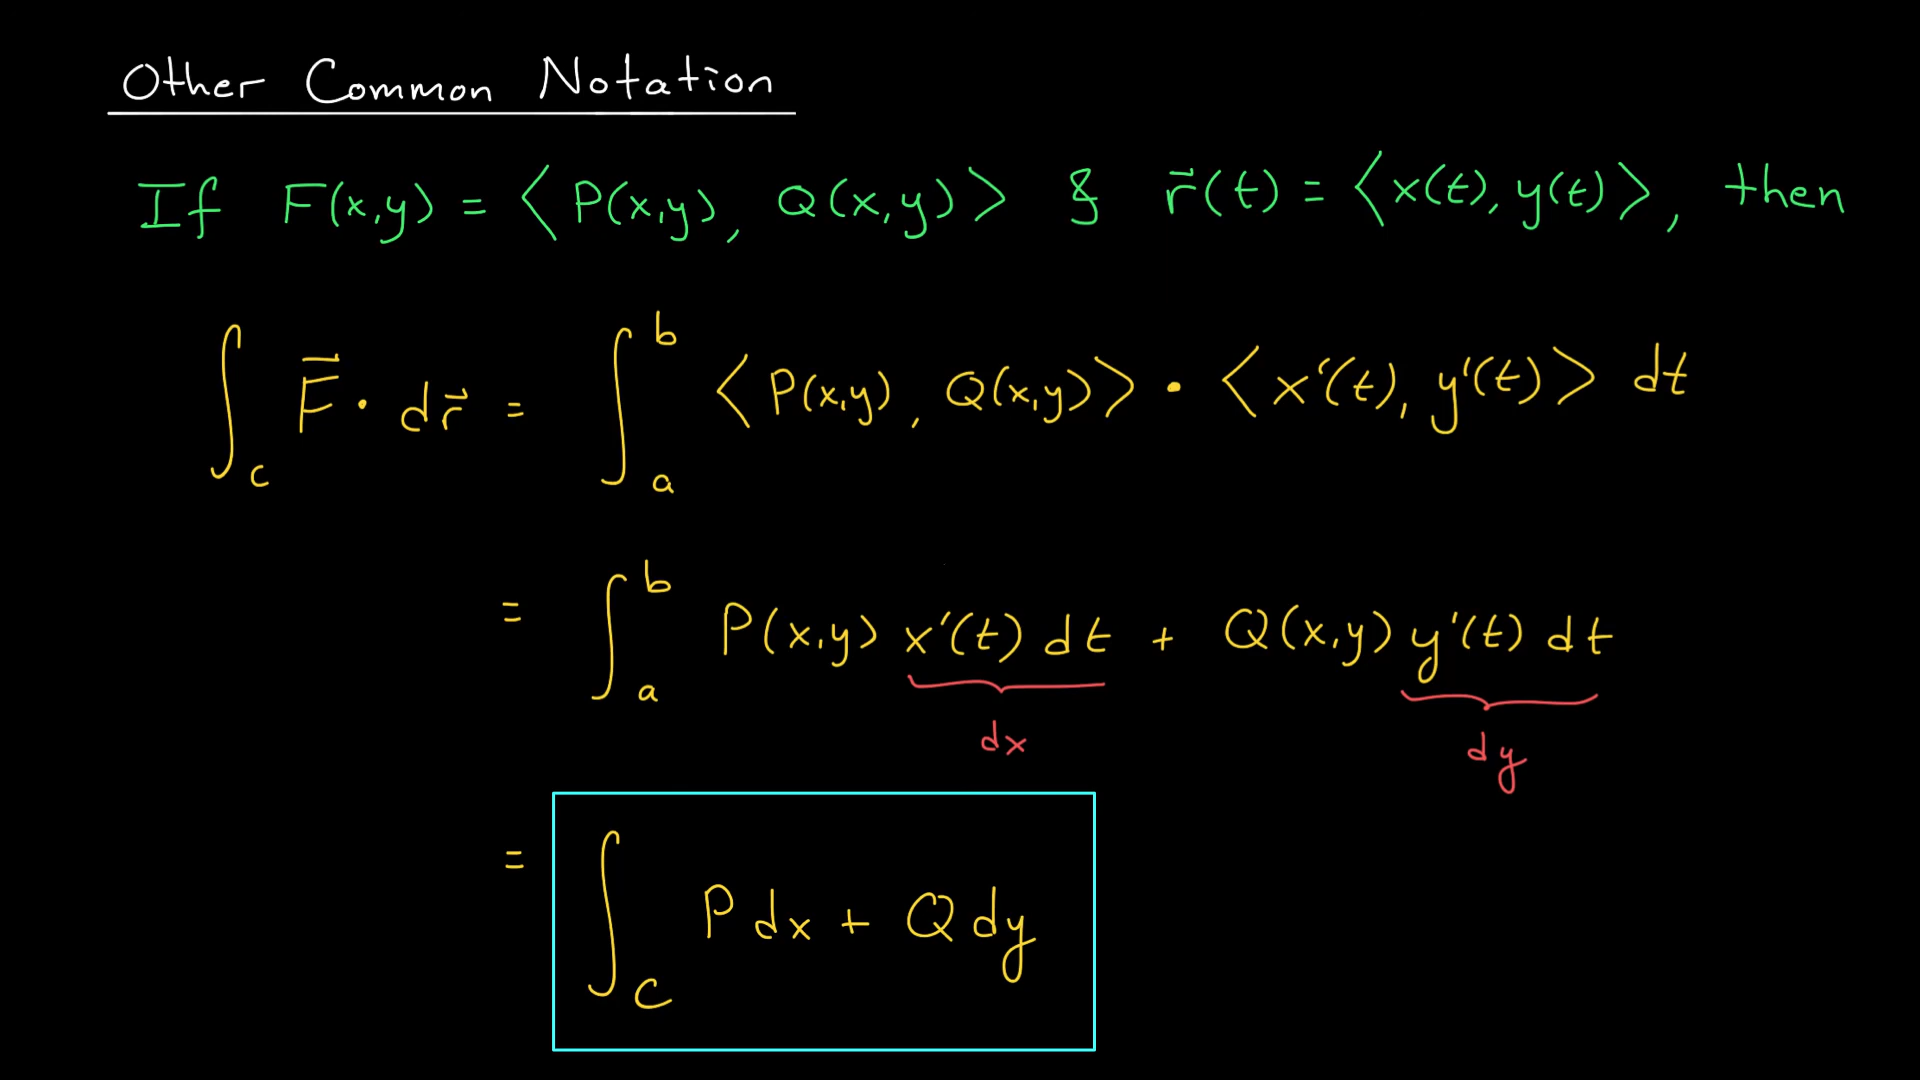 Other Common Notation
If F(x,y) = ⟨P(x,y), Q(x,y)⟩ & r⃗(t) = ⟨x(t), y(t)⟩, then
∫_c F⃗ · dr⃗ = ∫_a^b ⟨P(x,y), Q(x,y)⟩ · ⟨x'(t), y'(t)⟩ dt
= ∫_a^b P(x,y) x'(t) dt + Q(x,y) y'(t) dt
dx dy
= ∫_C P dx + Q dy